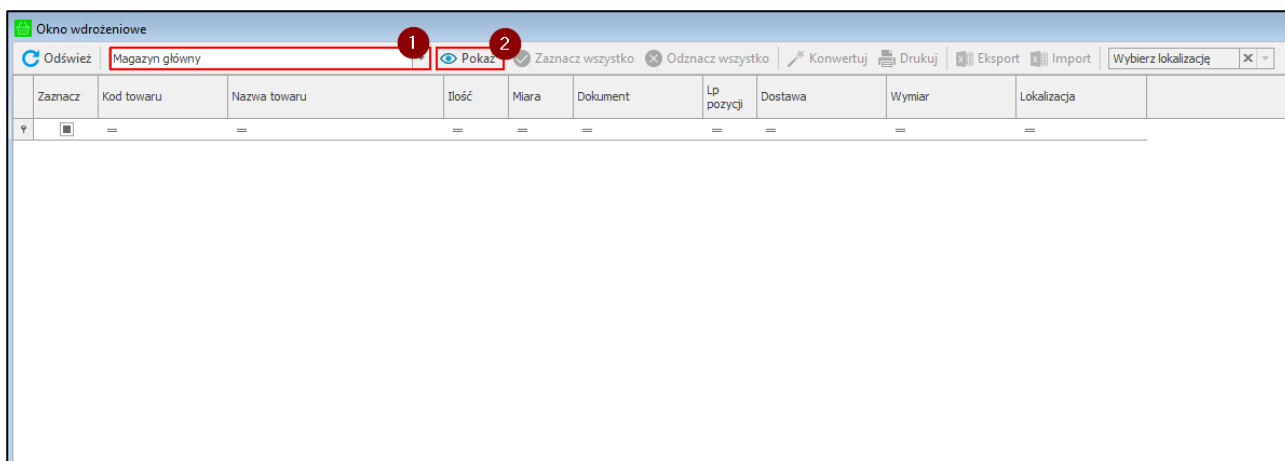 Okno wdrożeniowe
1
2
Odśwież Magazyn główny Pokaż Zaznacz wszystko Odznacz wszystko Konwertuj Drukuj Eksport Import Wybierz lokalizację
Zaznacz Kod towaru Nazwa towaru Ilość Miara Dokument Lp pozycji Dostawa Wymiar Lokalizacja
= = = = = = = = =